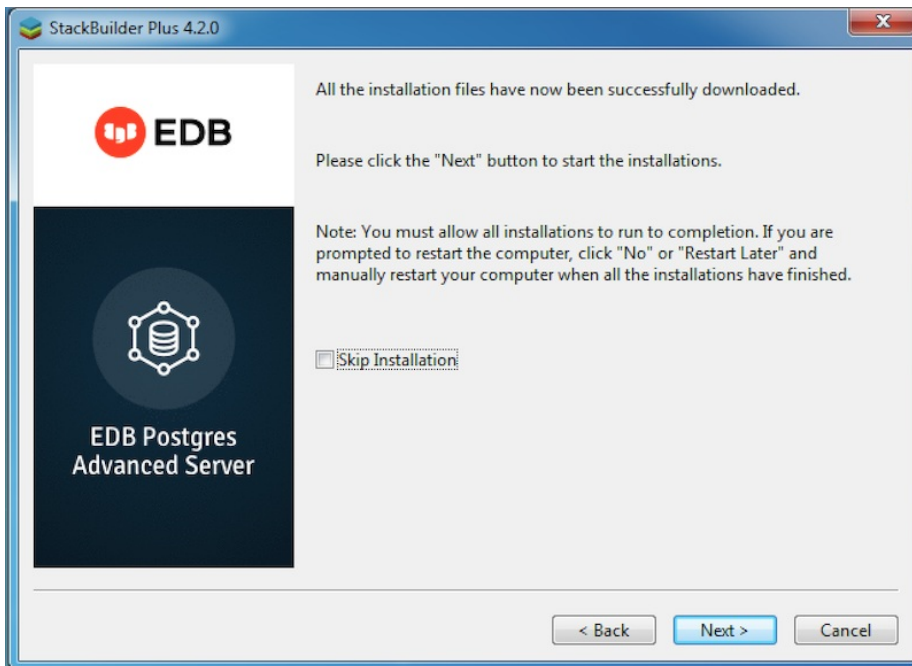 StackBuilder Plus 4.2.0
EDB
EDB Postgres
Advanced Server
All the installation files have now been successfully downloaded.
Please click the "Next" button to start the installations.
Note: You must allow all installations to run to completion. If you are
prompted to restart the computer, click "No" or "Restart Later" and
manually restart your computer when all the installations have finished.
Skip Installation
< Back
Next >
Cancel